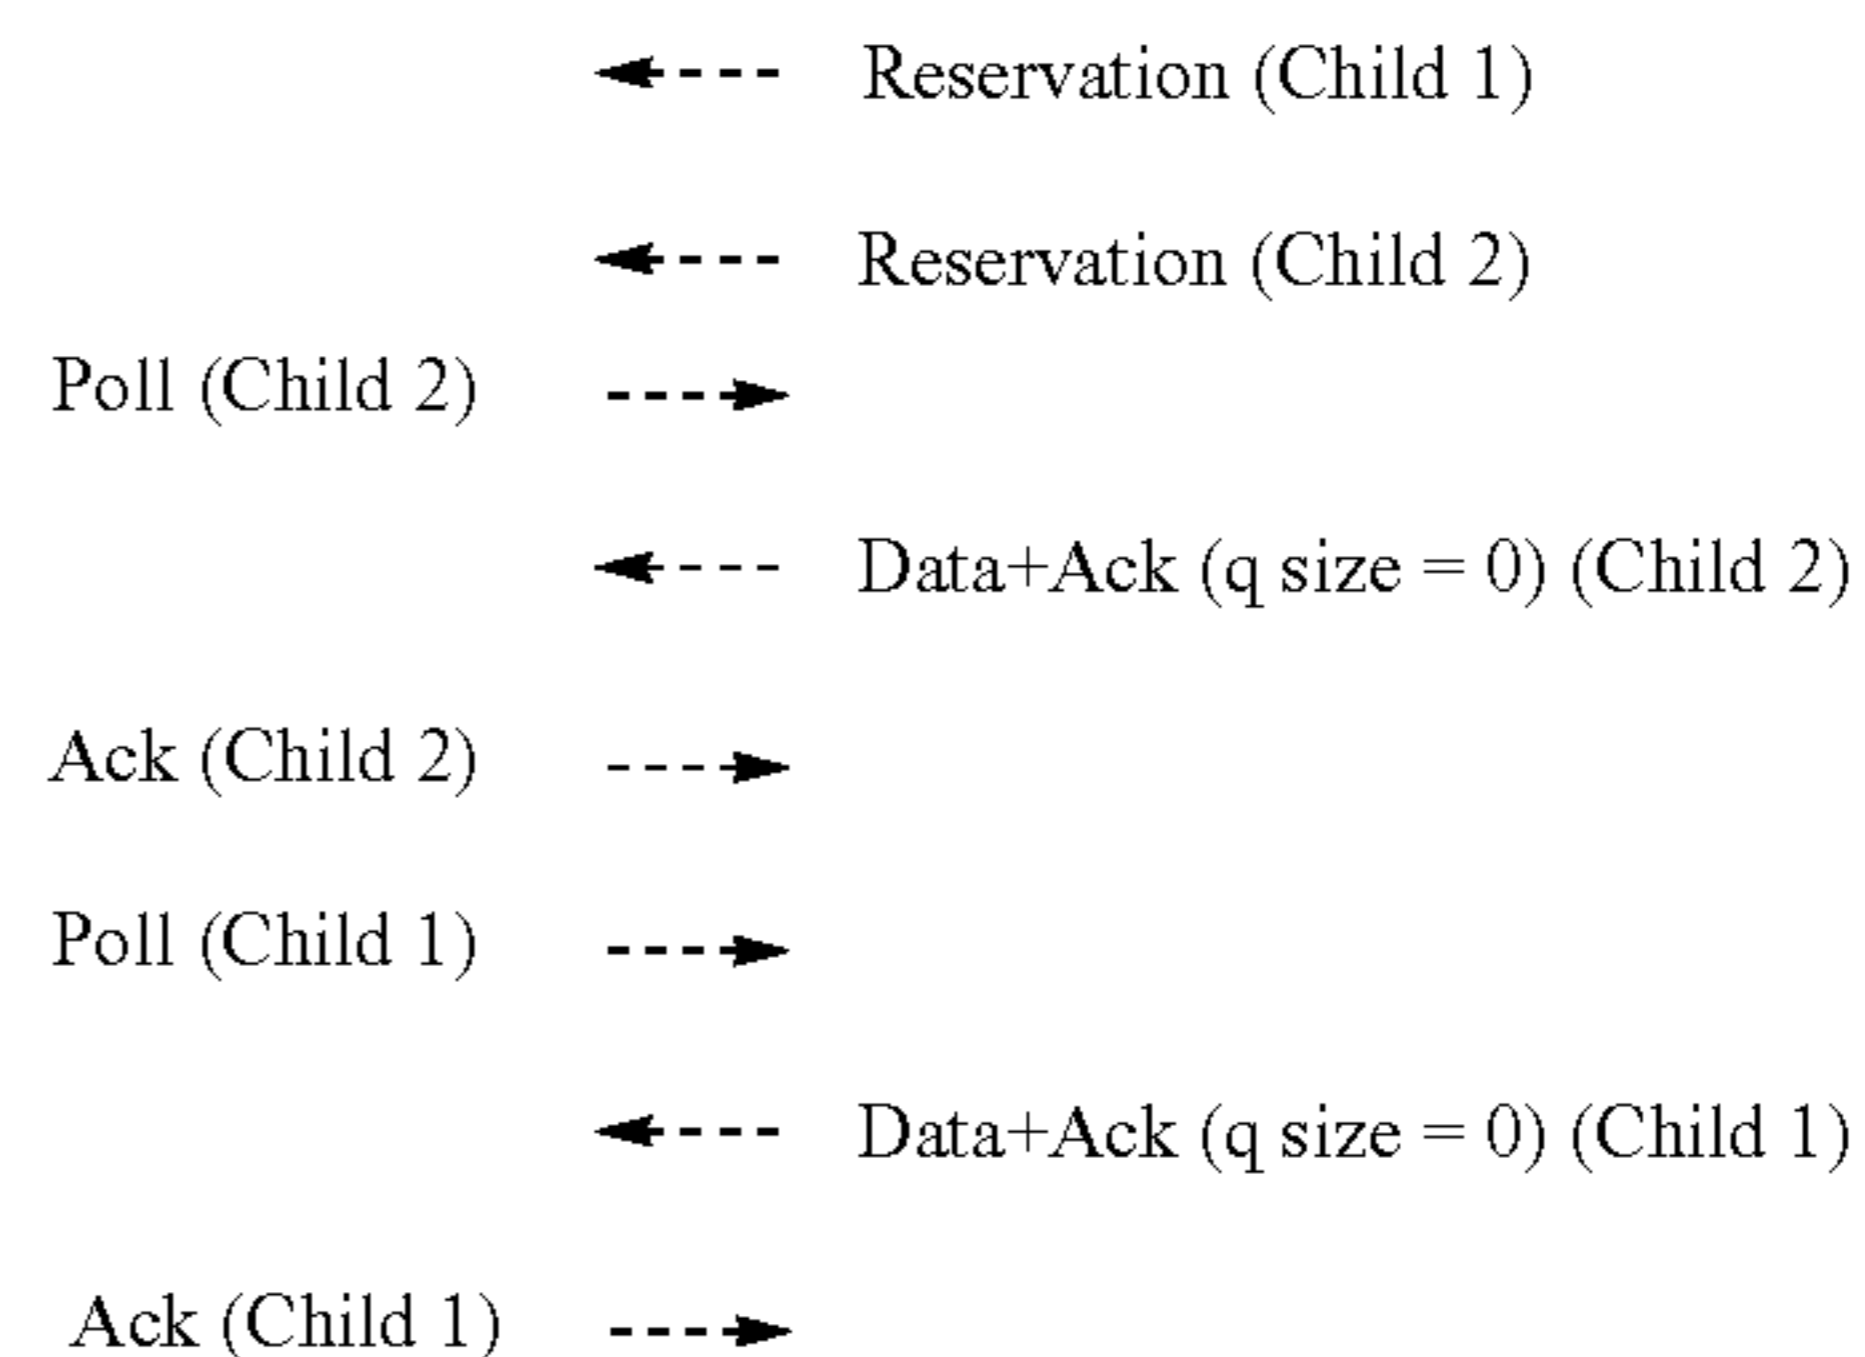 Reservation (Child 1)
Reservation (Child 2)
Poll (Child 2)
Data+Ack (q size = 0) (Child 2)
Ack (Child 2)
Poll (Child 1)
Data+Ack (q size = 0) (Child 1)
Ack (Child 1)